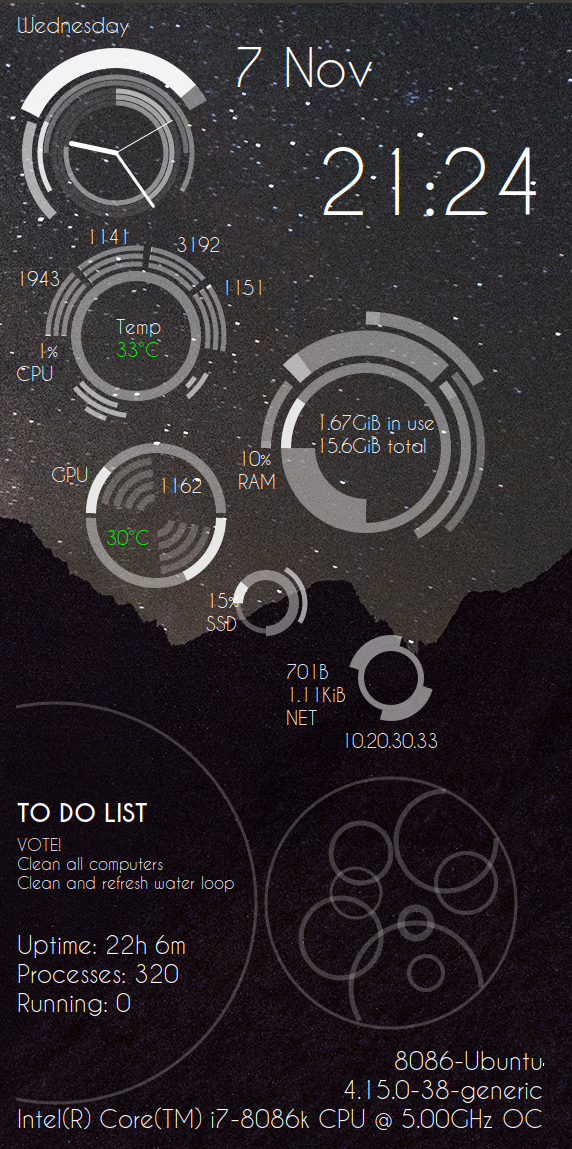 Wednesday
7 Nov
21:24
1141
3192
1943
1151
Temp
33°C
1%
CPU
1.67GiB in use
15.6GiB total
10%
RAM
GPU
1162
30°C
15%
SSD
701B
1.11KiB
NET
10.20.30.33
TO DO LIST
VOTE!
Clean all computers
Clean and refresh water loop
Uptime: 22h 6m
Processes: 320
Running: 0
8086-Ubuntu
4.15.0-38-generic
Intel(R) Core(TM) i7-8086k CPU @ 5.00GHz OC